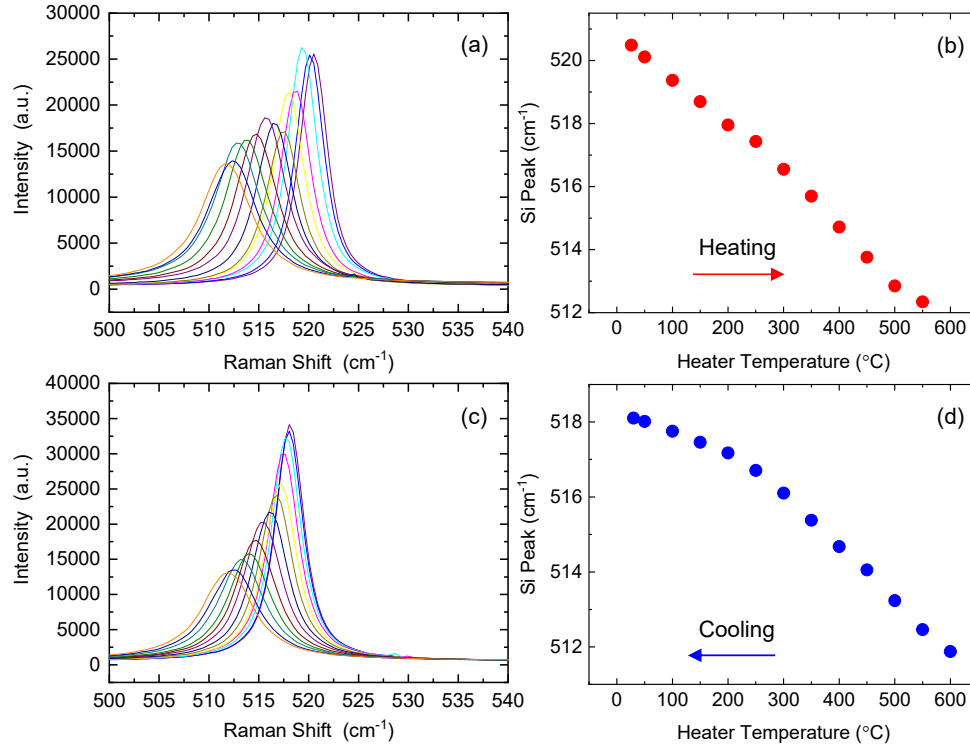 (a)
30000
25000
20000
15000
10000
5000
0
Intensity (a.u.)
500 505 510 515 520 525 530 535 540
Raman Shift (cm-1)
(b)
520
518
516
514
512
Si Peak (cm-1)
Heating
0 100 200 300 400 500 600
Heater Temperature (°C)
(c)
40000
35000
30000
25000
20000
15000
10000
5000
0
Intensity (a.u.)
500 505 510 515 520 525 530 535 540
Raman Shift (cm-1)
(d)
518
516
514
512
Si Peak (cm-1)
Cooling
0 100 200 300 400 500 600
Heater Temperature (°C)